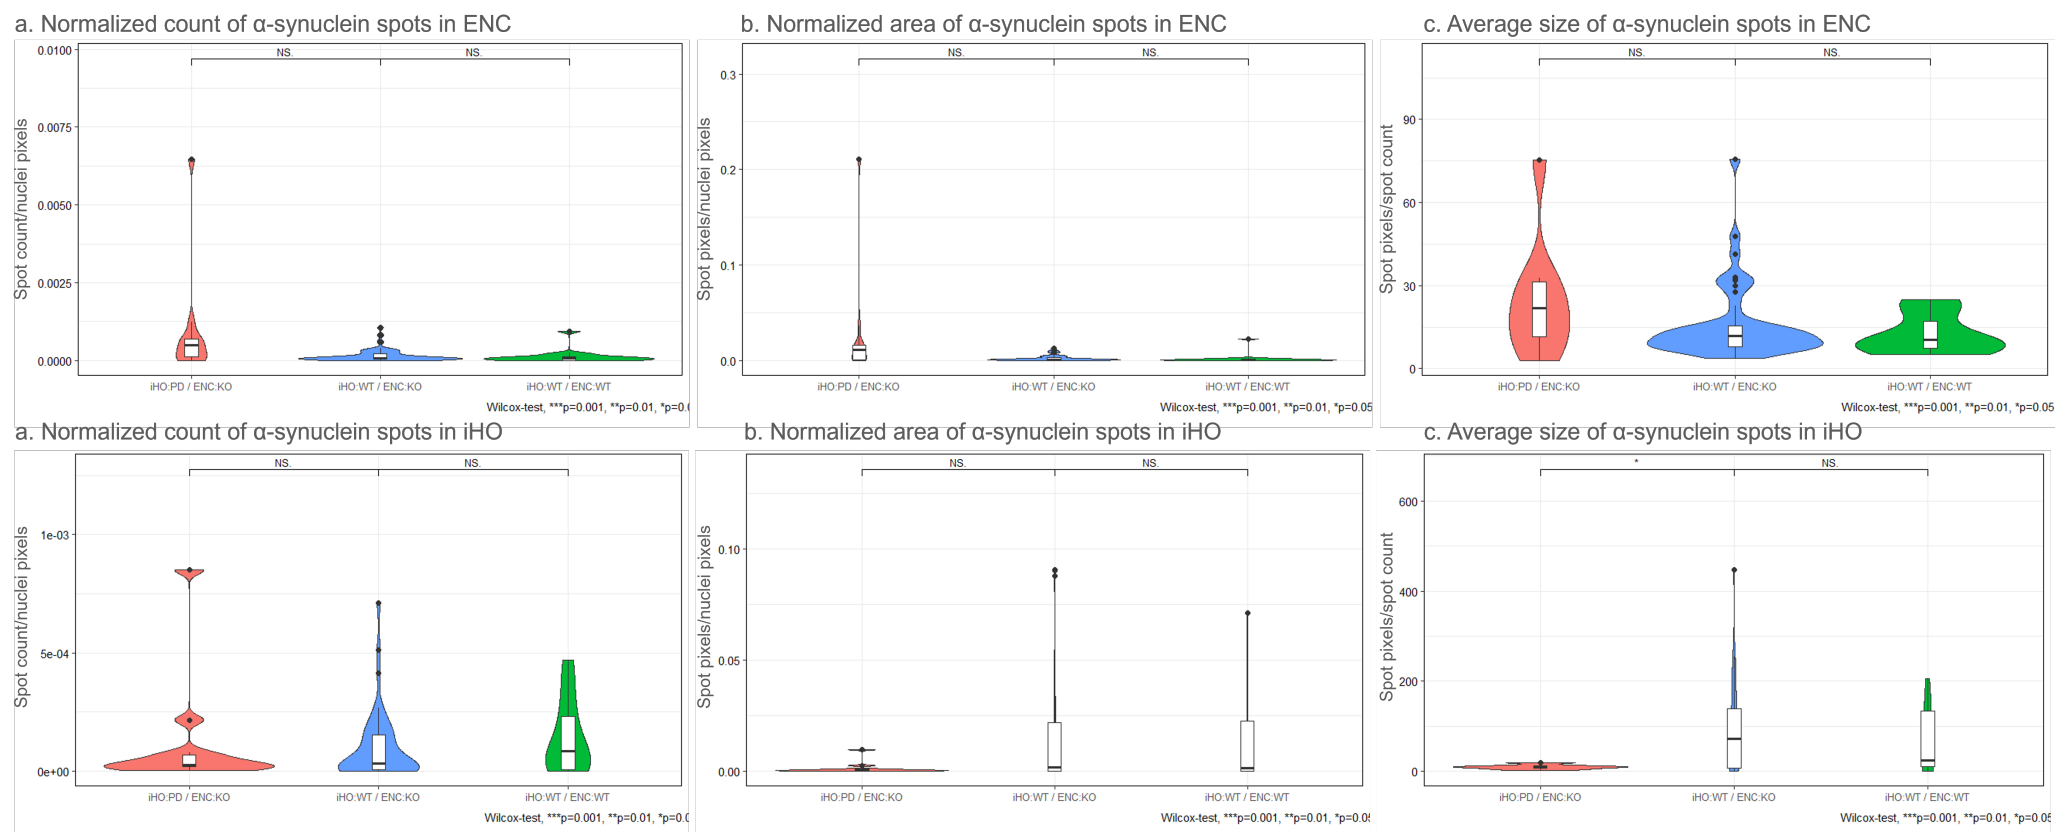 a. Normalized count of α-synuclein spots in ENC
b. Normalized area of α-synuclein spots in ENC
c. Average size of α-synuclein spots in ENC
Spot count/nuclei pixels
0.0100
0.0075
0.0050
0.0025
0.0000
NS.
NS.
iHO:PD / ENC:KO
iHO:WT / ENC:KO
iHO:WT / ENC:WT
Wilcox-test, ***p=0.001, **p=0.01, *p=0.0
Spot pixels/nuclei pixels
0.3
0.2
0.1
0.0
NS.
NS.
iHO:PD / ENC:KO
iHO:WT / ENC:KO
iHO:WT / ENC:WT
Wilcox-test, ***p=0.001, **p=0.01, *p=0.05
Spot pixels/spot count
90
60
30
0
NS.
NS.
iHO:PD / ENC:KO
iHO:WT / ENC:KO
iHO:WT / ENC:WT
Wilcox-test, ***p=0.001, **p=0.01, *p=0.05
a. Normalized count of α-synuclein spots in iHO
b. Normalized area of α-synuclein spots in iHO
c. Average size of α-synuclein spots in iHO
Spot count/nuclei pixels
1e-03
5e-04
0e+00
NS.
NS.
iHO:PD / ENC:KO
iHO:WT / ENC:KO
iHO:WT / ENC:WT
Wilcox-test, ***p=0.001, **p=0.01, *p=0.0
Spot pixels/nuclei pixels
0.10
0.05
0.00
NS.
NS.
iHO:PD / ENC:KO
iHO:WT / ENC:KO
iHO:WT / ENC:WT
Wilcox-test, ***p=0.001, **p=0.01, *p=0.05
Spot pixels/spot count
600
400
200
0
*
NS.
iHO:PD / ENC:KO
iHO:WT / ENC:KO
iHO:WT / ENC:WT
Wilcox-test, ***p=0.001, **p=0.01, *p=0.05